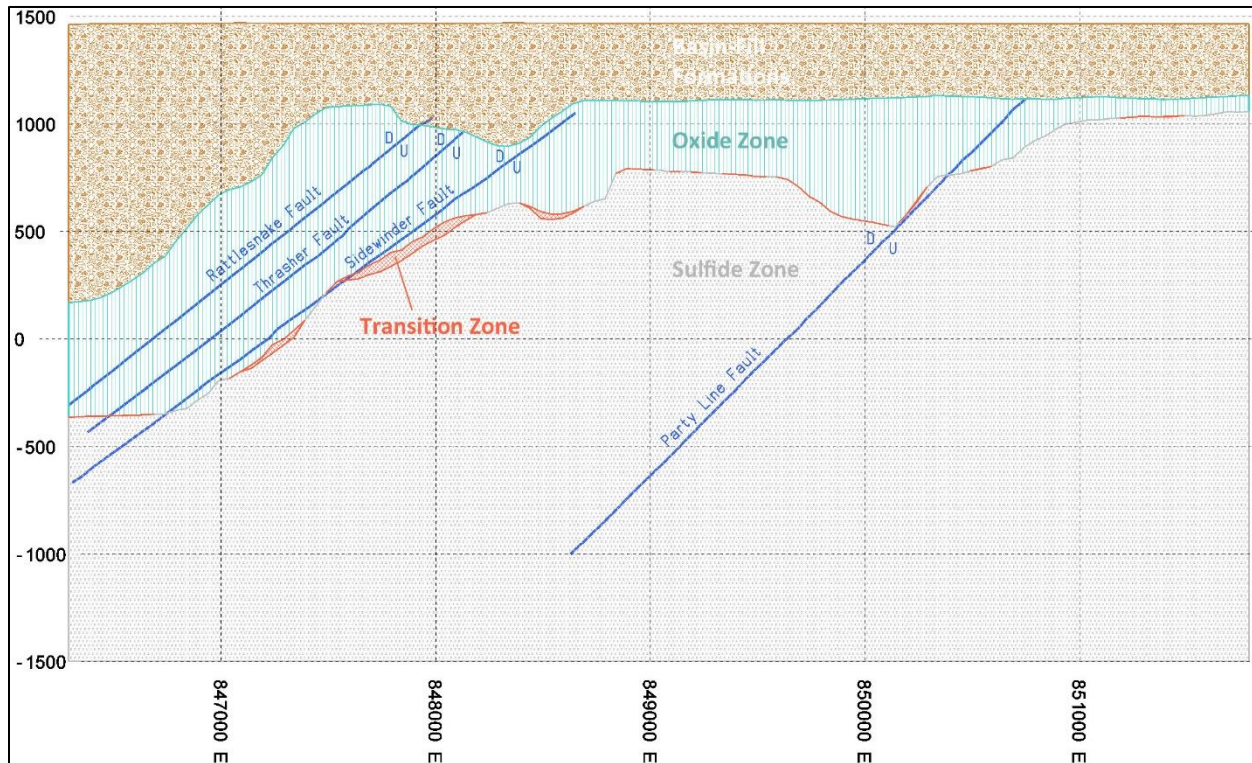 1500
1000
500
0
-500
-1000
-1500
Basin-Fill
Formations
Oxide Zone
D
U
D
U
D
U
Rattlesnake Fault
Thrasher Fault
Sidewinder Fault
Sulfide Zone
D
U
Transition Zone
Party Line Fault
847000 E
848000 E
849000 E
850000 E
851000 E